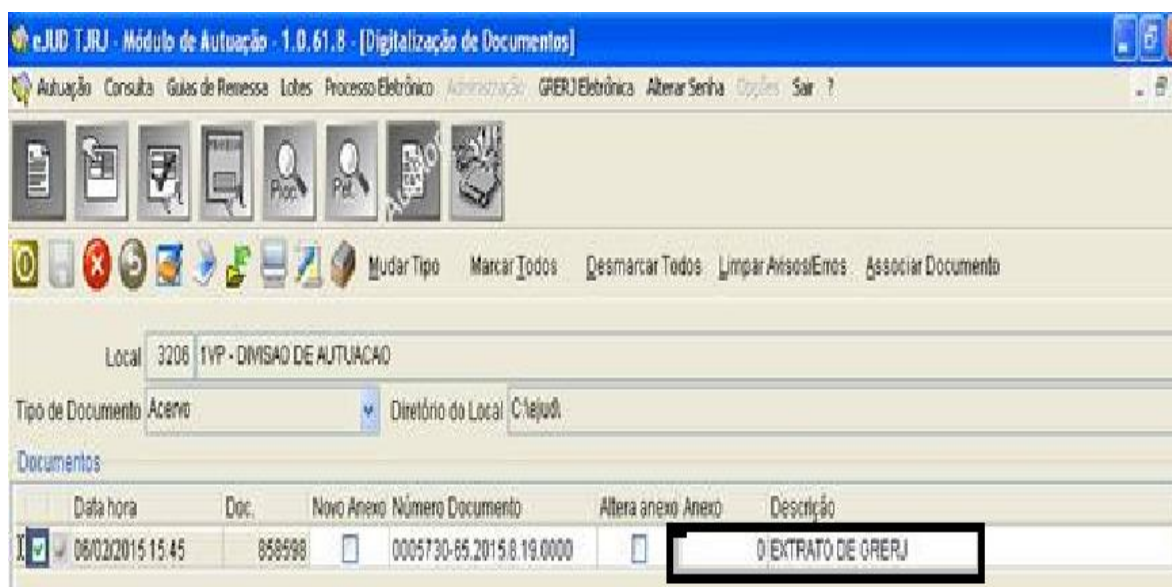 eJUD TJRJ - Módulo de Autuação - 1.0.61.8 - [Digitalização de Documentos]
Autuação Consulta Guias de Remessa Lotes Processo Eletrônico Administração GRERJ Eletrônica Alterar Senha Opções Sair ?
Proc. Pet.
Mudar Tipo Marcar Todos Desmarcar Todos Limpar Avisos/Erros Associar Documento
Local 3206 1VP - DIVISAO DE AUTUACAO
Tipo de Documento Acervo Diretório do Local C:\ejud\
Documentos
Data hora Doc. Novo Anexo Número Documento Altera anexo Anexo Descrição
06/02/2015 15:45 858598 0005730-65.2015.8.19.0000 0 EXTRATO DE GRERJ